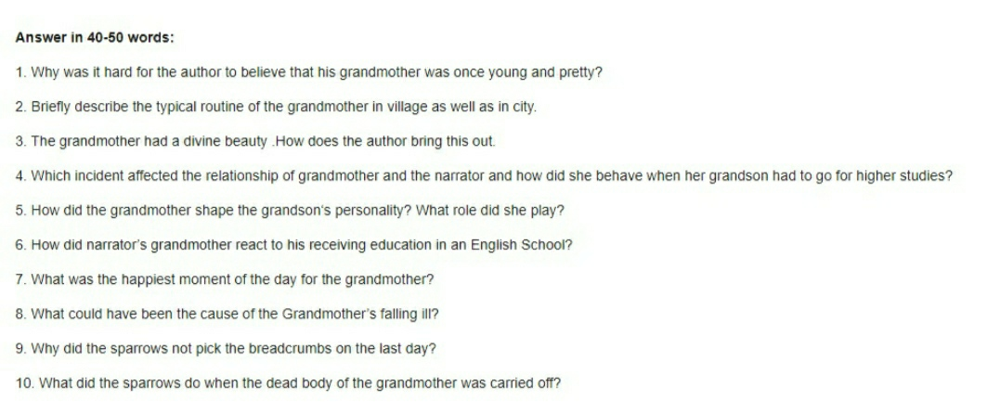 Answer in 40-50 words:
1. Why was it hard for the author to believe that his grandmother was once young and pretty?
2. Briefly describe the typical routine of the grandmother in village as well as in city.
3. The grandmother had a divine beauty .How does the author bring this out.
4. Which incident affected the relationship of grandmother and the narrator and how did she behave when her grandson had to go for higher studies?
5. How did the grandmother shape the grandson's personality? What role did she play?
6. How did narrator's grandmother react to his receiving education in an English School?
7. What was the happiest moment of the day for the grandmother?
8. What could have been the cause of the Grandmother's falling ill?
9. Why did the sparrows not pick the breadcrumbs on the last day?
10. What did the sparrows do when the dead body of the grandmother was carried off?